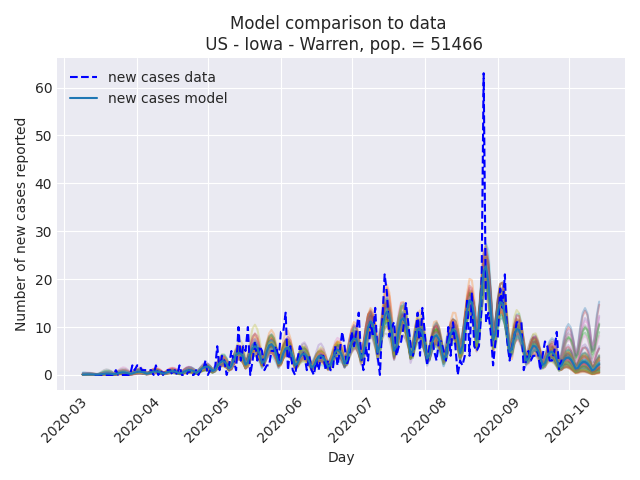 Model comparison to data
US - Iowa - Warren, pop. = 51466
new cases data
new cases model
Number of new cases reported
60
50
40
30
20
10
0
2020-03
2020-04
2020-05
2020-06
2020-07
2020-08
2020-09
2020-10
Day